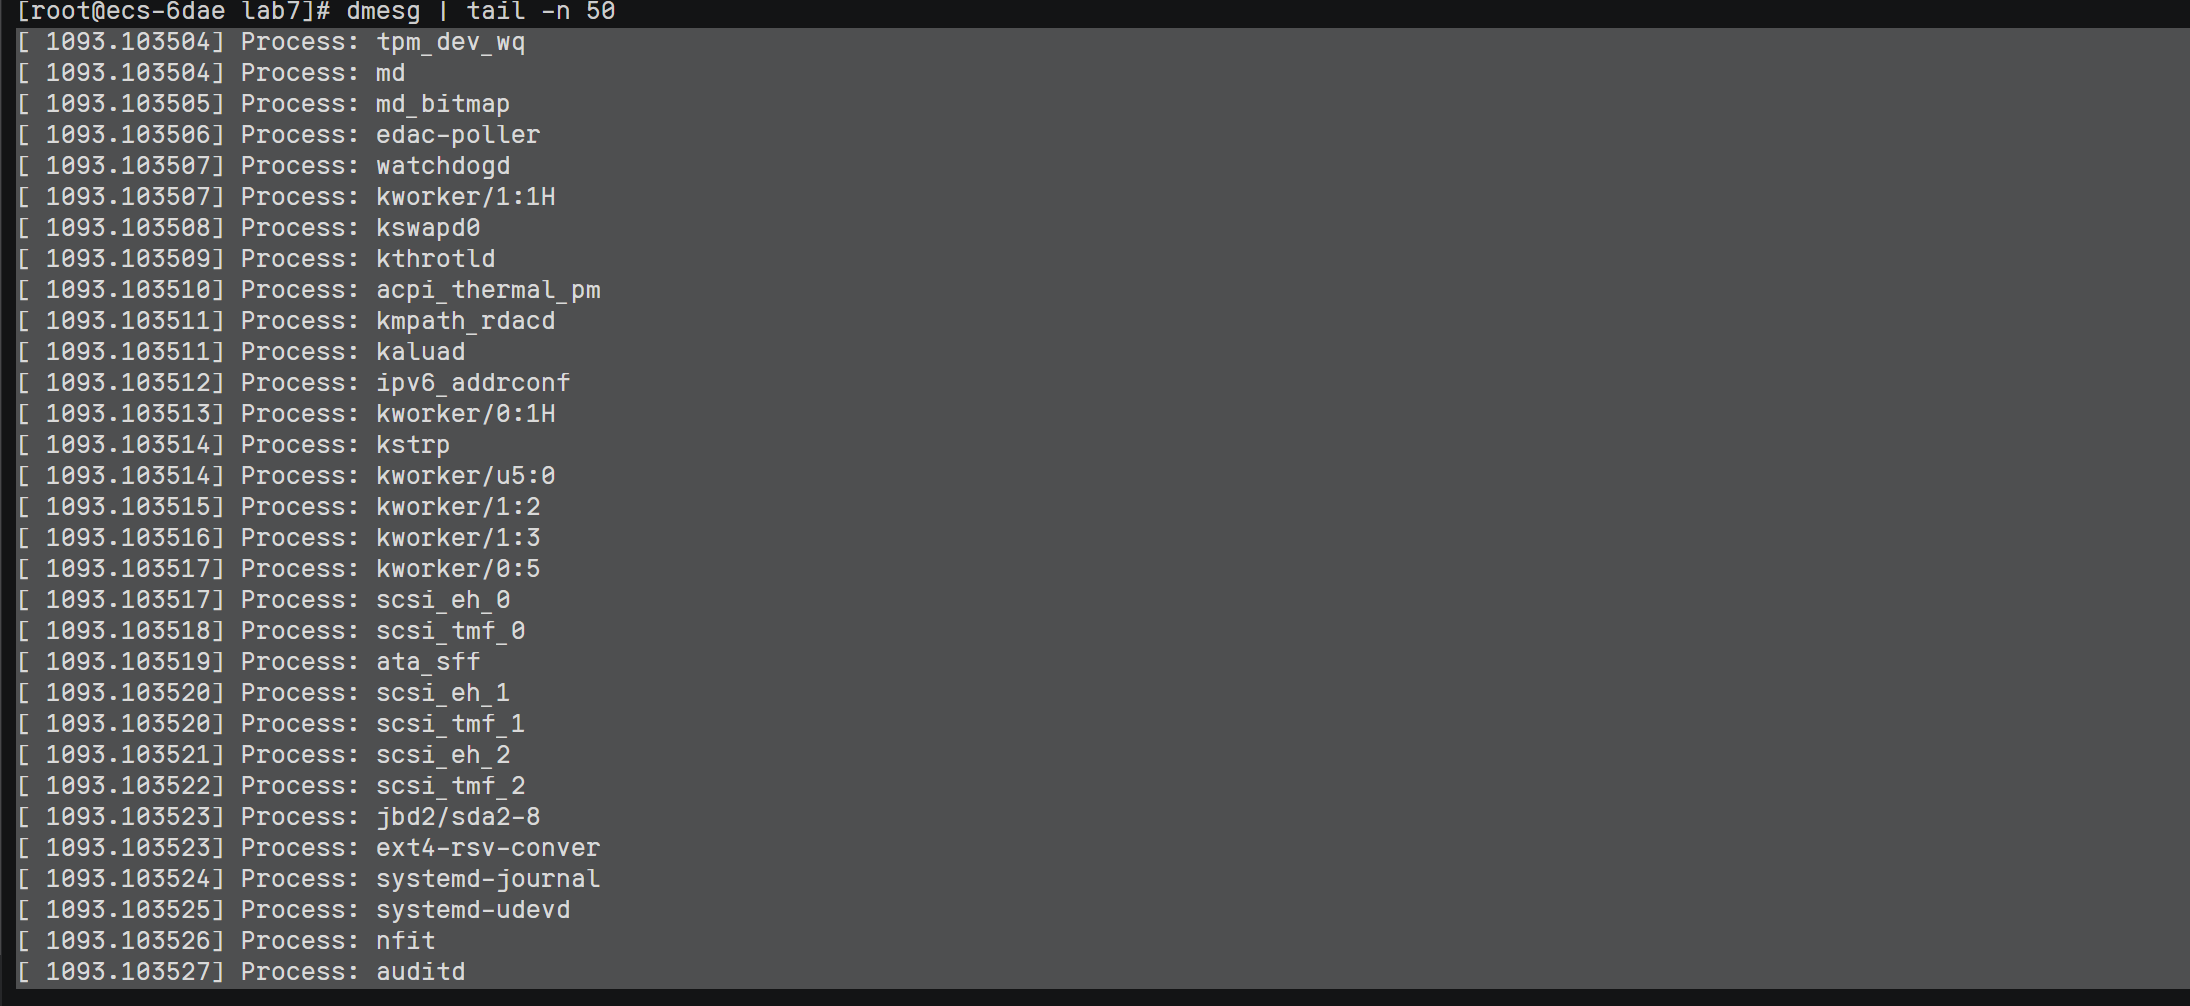 [root@ecs-6dae lab7]# dmesg | tail -n 50
[ 1093.103504] Process: tpm_dev_wq
[ 1093.103504] Process: md
[ 1093.103505] Process: md_bitmap
[ 1093.103506] Process: edac-poller
[ 1093.103507] Process: watchdogd
[ 1093.103507] Process: kworker/1:1H
[ 1093.103508] Process: kswapd0
[ 1093.103509] Process: kthrotld
[ 1093.103510] Process: acpi_thermal_pm
[ 1093.103511] Process: kmpath_rdacd
[ 1093.103511] Process: kaluad
[ 1093.103512] Process: ipv6_addrconf
[ 1093.103513] Process: kworker/0:1H
[ 1093.103514] Process: kstrp
[ 1093.103514] Process: kworker/u5:0
[ 1093.103515] Process: kworker/1:2
[ 1093.103516] Process: kworker/1:3
[ 1093.103517] Process: kworker/0:5
[ 1093.103517] Process: scsi_eh_0
[ 1093.103518] Process: scsi_tmf_0
[ 1093.103519] Process: ata_sff
[ 1093.103520] Process: scsi_eh_1
[ 1093.103520] Process: scsi_tmf_1
[ 1093.103521] Process: scsi_eh_2
[ 1093.103522] Process: scsi_tmf_2
[ 1093.103523] Process: jbd2/sda2-8
[ 1093.103523] Process: ext4-rsv-conver
[ 1093.103524] Process: systemd-journal
[ 1093.103525] Process: systemd-udevd
[ 1093.103526] Process: nfit
[ 1093.103527] Process: auditd